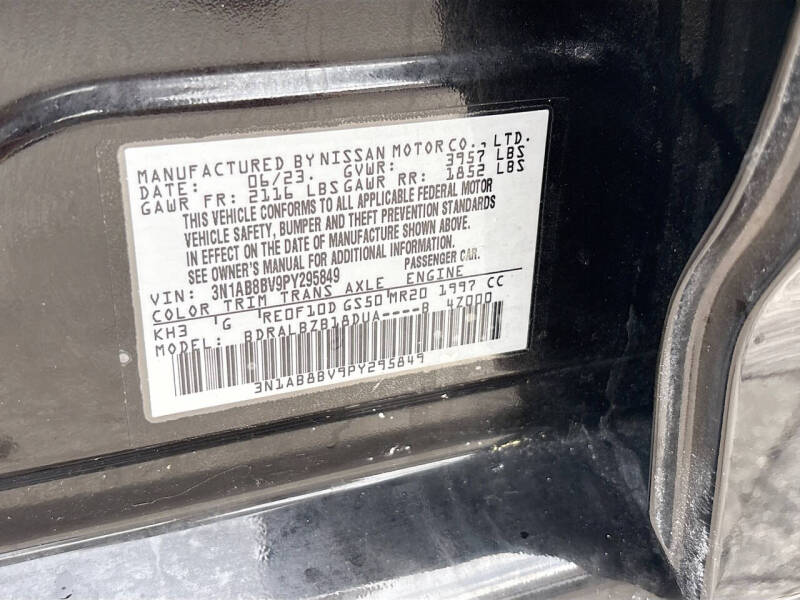 MANUFACTURED BY NISSAN MOTOR CO., LTD.
DATE: 06/23. GVWR: 3957 LBS
GAWR FR: 2116 LBS GAWR RR: 1852 LBS
THIS VEHICLE CONFORMS TO ALL APPLICABLE FEDERAL MOTOR
VEHICLE SAFETY, BUMPER AND THEFT PREVENTION STANDARDS
IN EFFECT ON THE DATE OF MANUFACTURE SHOWN ABOVE.
SEE OWNER'S MANUAL FOR ADDITIONAL INFORMATION.
VIN: 3N1AB8BV9PY295849 PASSENGER CAR.
COLOR TRIM TRANS AXLE ENGINE
KH3 G RE0F10D GS50 MR20 1997 CC
MODEL: BDRALBZB18DUA----B 4Z000
3N1AB8BV9PY295849